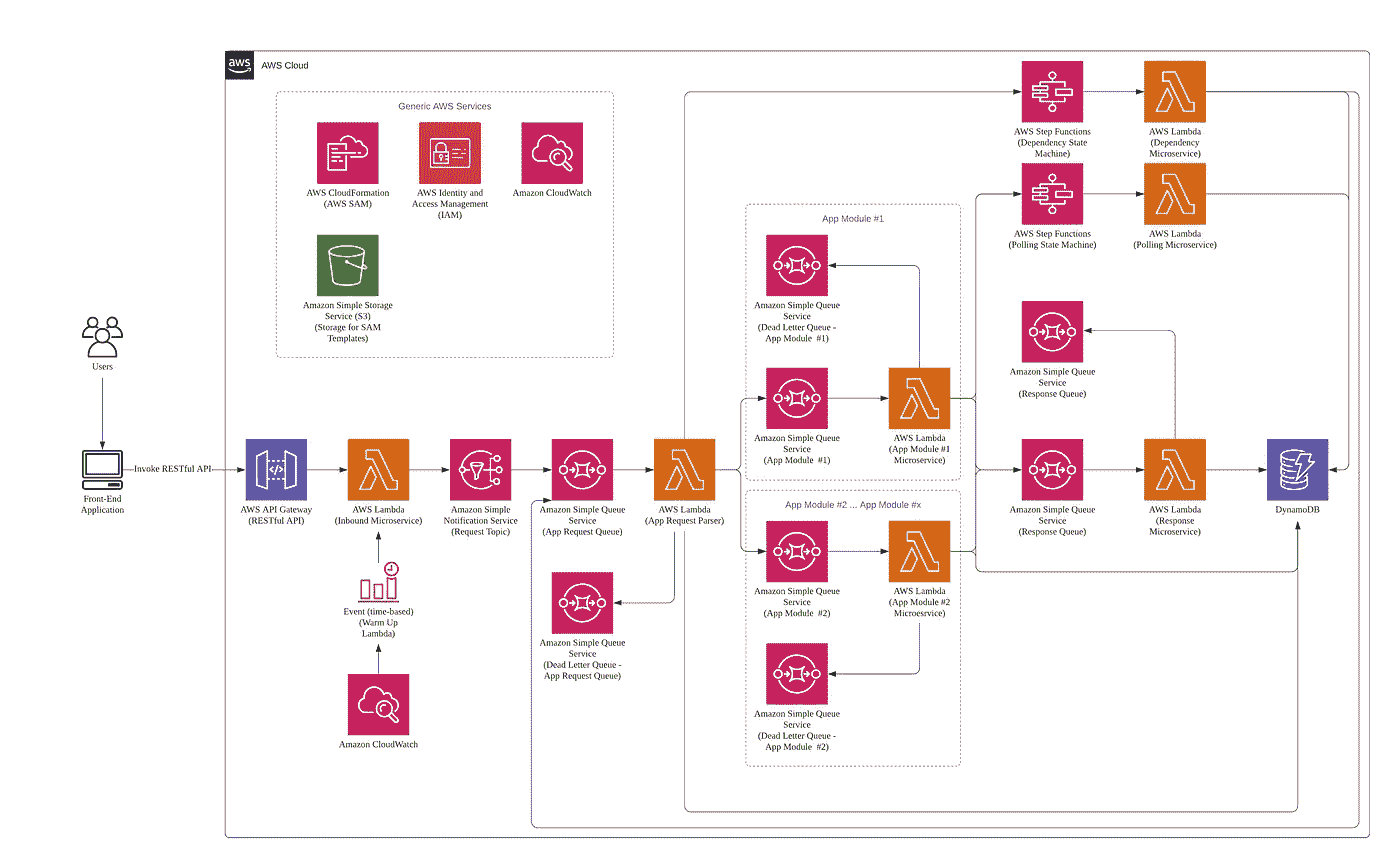 aws
AWS Cloud
Generic AWS Services
AWS CloudFormation
(AWS SAM)
AWS Identity and
Access Management
(IAM)
Amazon CloudWatch
Amazon Simple Storage
Service (S3)
(Storage for SAM
Templates)
Users
Front-End
Application
Invoke RESTful API
AWS API Gateway
(RESTful API)
AWS Lambda
(Inbound Microservice)
Event (time-based)
(Warm Up
Lambda)
Amazon CloudWatch
Amazon Simple
Notification Service
(Request Topic)
Amazon Simple Queue
Service
(App Request Queue)
Amazon Simple Queue
Service
(Dead Letter Queue -
App Request Queue)
AWS Lambda
(App Request Parser)
App Module #1
Amazon Simple Queue
Service
(Dead Letter Queue -
App Module  #1)
Amazon Simple Queue
Service
(App Module  #1)
AWS Lambda
(App Module #1
Microservice)
App Module #2 ... App Module #x
Amazon Simple Queue
Service
(App Module  #2)
AWS Lambda
(App Module #2
Microesrvice)
Amazon Simple Queue
Service
(Dead Letter Queue -
App Module  #2)
AWS Step Functions
(Dependency State
Machine)
AWS Lambda
(Dependency
Microservice)
AWS Step Functions
(Polling State Machine)
AWS Lambda
(Polling Microservice)
Amazon Simple Queue
Service
(Response Queue)
Amazon Simple Queue
Service
(Response Queue)
AWS Lambda
(Response
Microservice)
DynamoDB